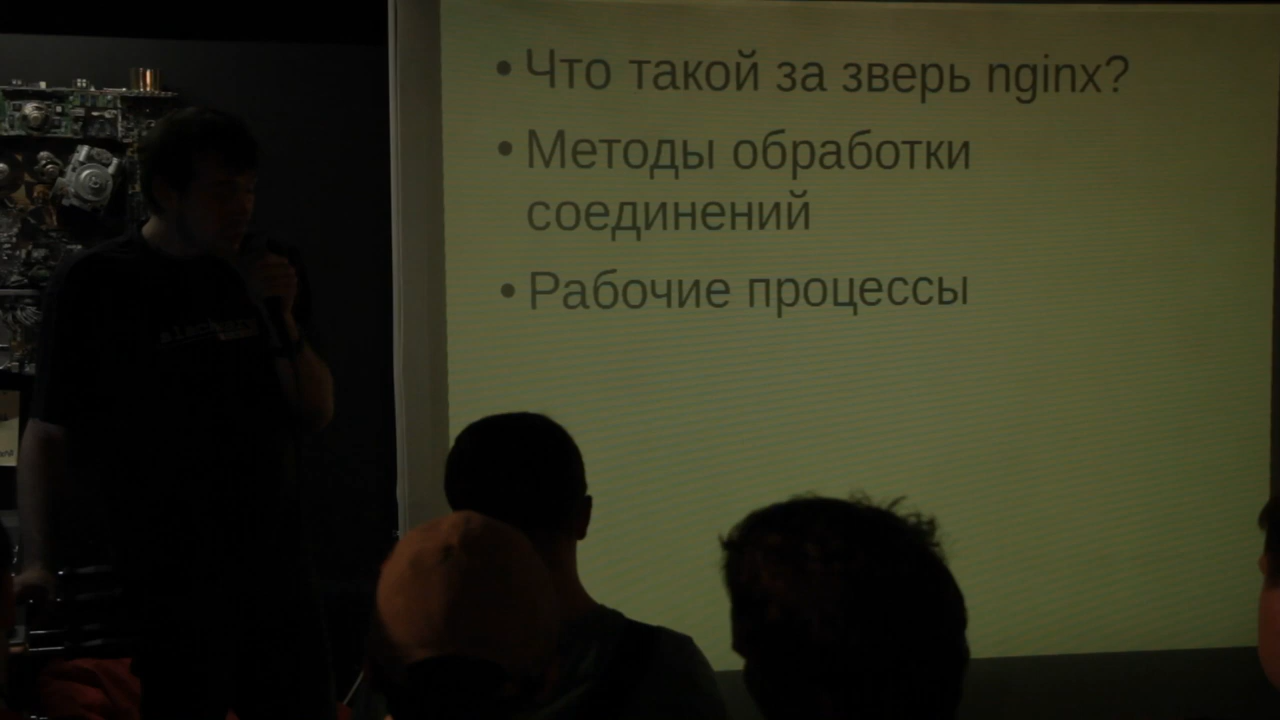 • Что такой за зверь nginx?
• Методы обработки
соединений
• Рабочие процессы